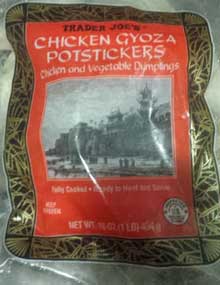 TRADER JOE'S
CHICKEN GYOZA
POTSTICKERS
Chicken and Vegetable Dumplings
Fully Cooked • Ready to Heat and Serve
KEEP
FROZEN
NET WT. 16 OZ (1 LB) 454g